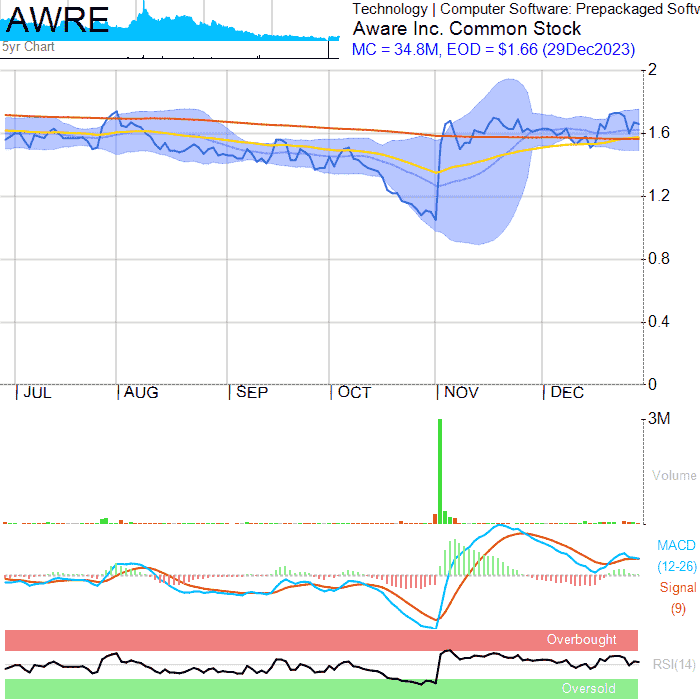 AWRE
5yr Chart
Technology | Computer Software: Prepackaged Softw
Aware Inc. Common Stock
MC = 34.8M, EOD = $1.66 (29Dec2023)
2
1.6
1.2
0.8
0.4
0
JUL AUG SEP OCT NOV DEC
3M
Volume
MACD
(12-26)
Signal
(9)
Overbought
RSI(14)
Oversold